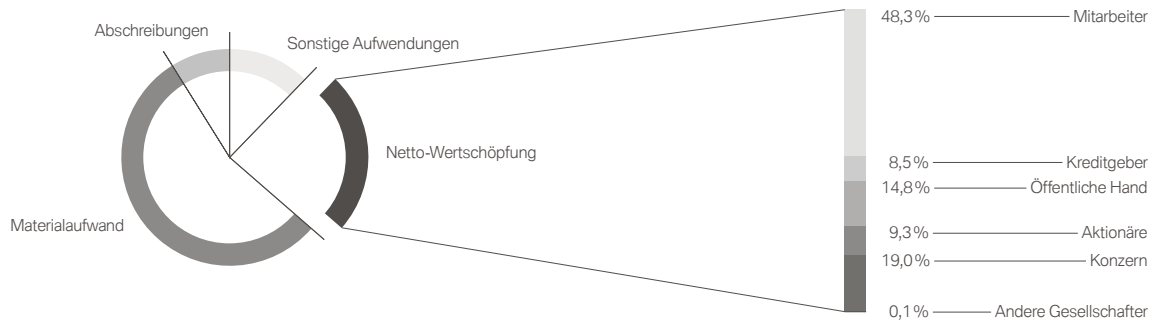 Abschreibungen
Sonstige Aufwendungen
Netto-Wertschöpfung
Materialaufwand
48,3 % Mitarbeiter
8,5 % Kreditgeber
14,8 % Öffentliche Hand
9,3 % Aktionäre
19,0 % Konzern
0,1 % Andere Gesellschafter